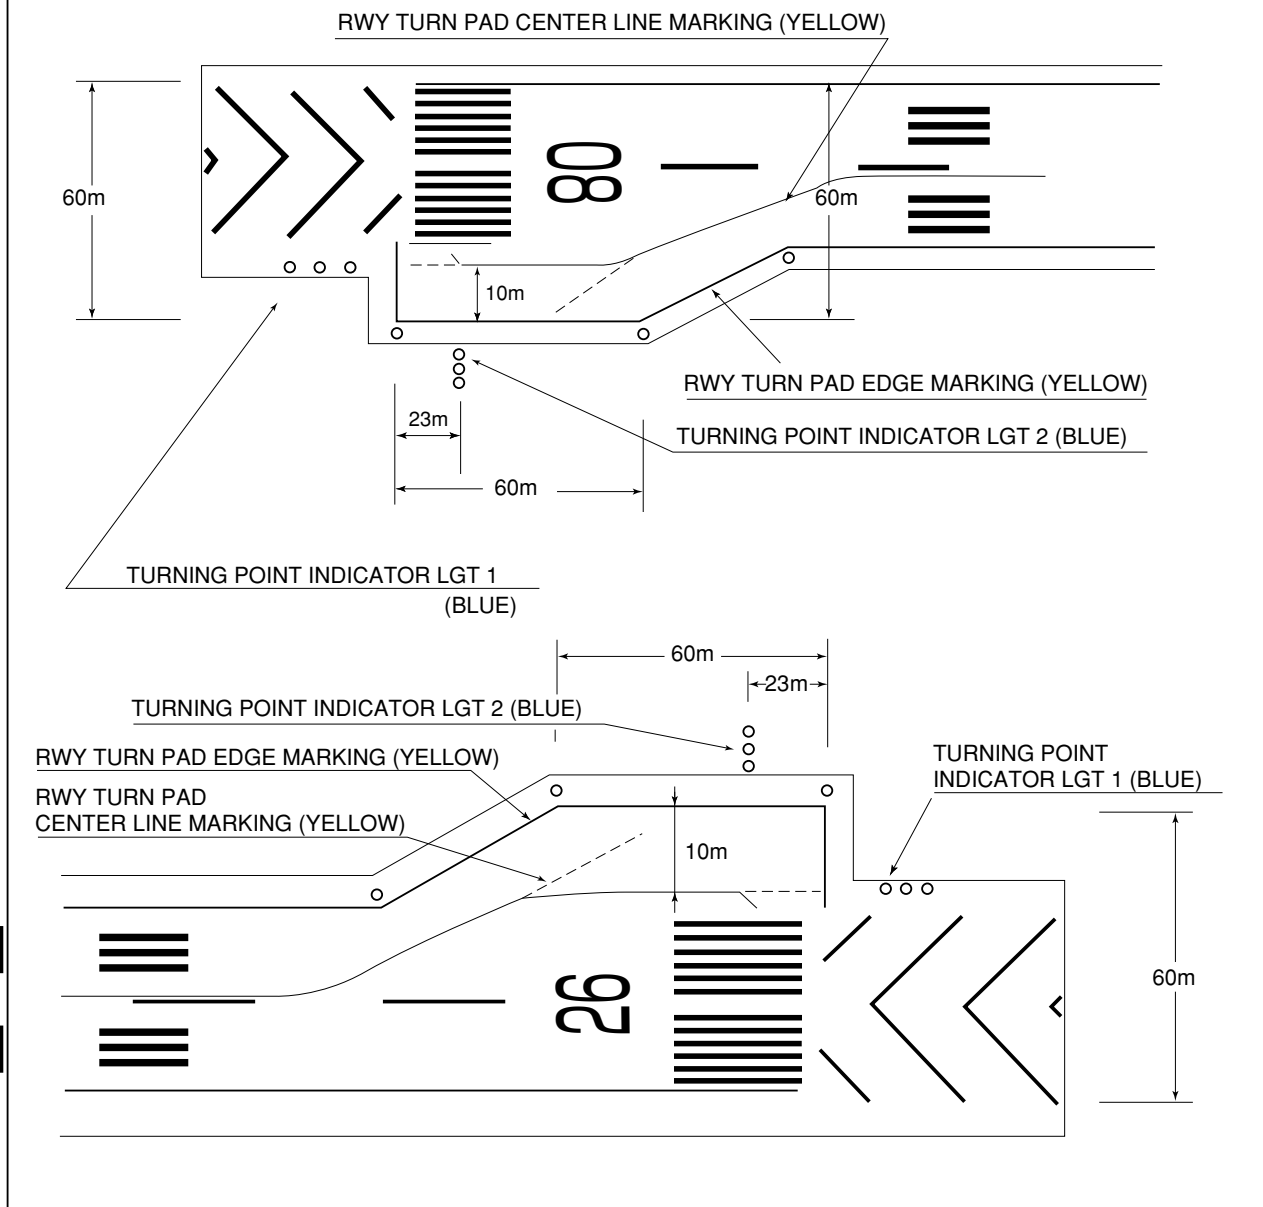 RWY TURN PAD CENTER LINE MARKING (YELLOW)
60m
08
60m
10m
RWY TURN PAD EDGE MARKING (YELLOW)
23m
TURNING POINT INDICATOR LGT 2 (BLUE)
60m
TURNING POINT INDICATOR LGT 1
(BLUE)
60m
23m
TURNING POINT INDICATOR LGT 2 (BLUE)
RWY TURN PAD EDGE MARKING (YELLOW)
TURNING POINT
INDICATOR LGT 1 (BLUE)
RWY TURN PAD
CENTER LINE MARKING (YELLOW)
10m
60m
26